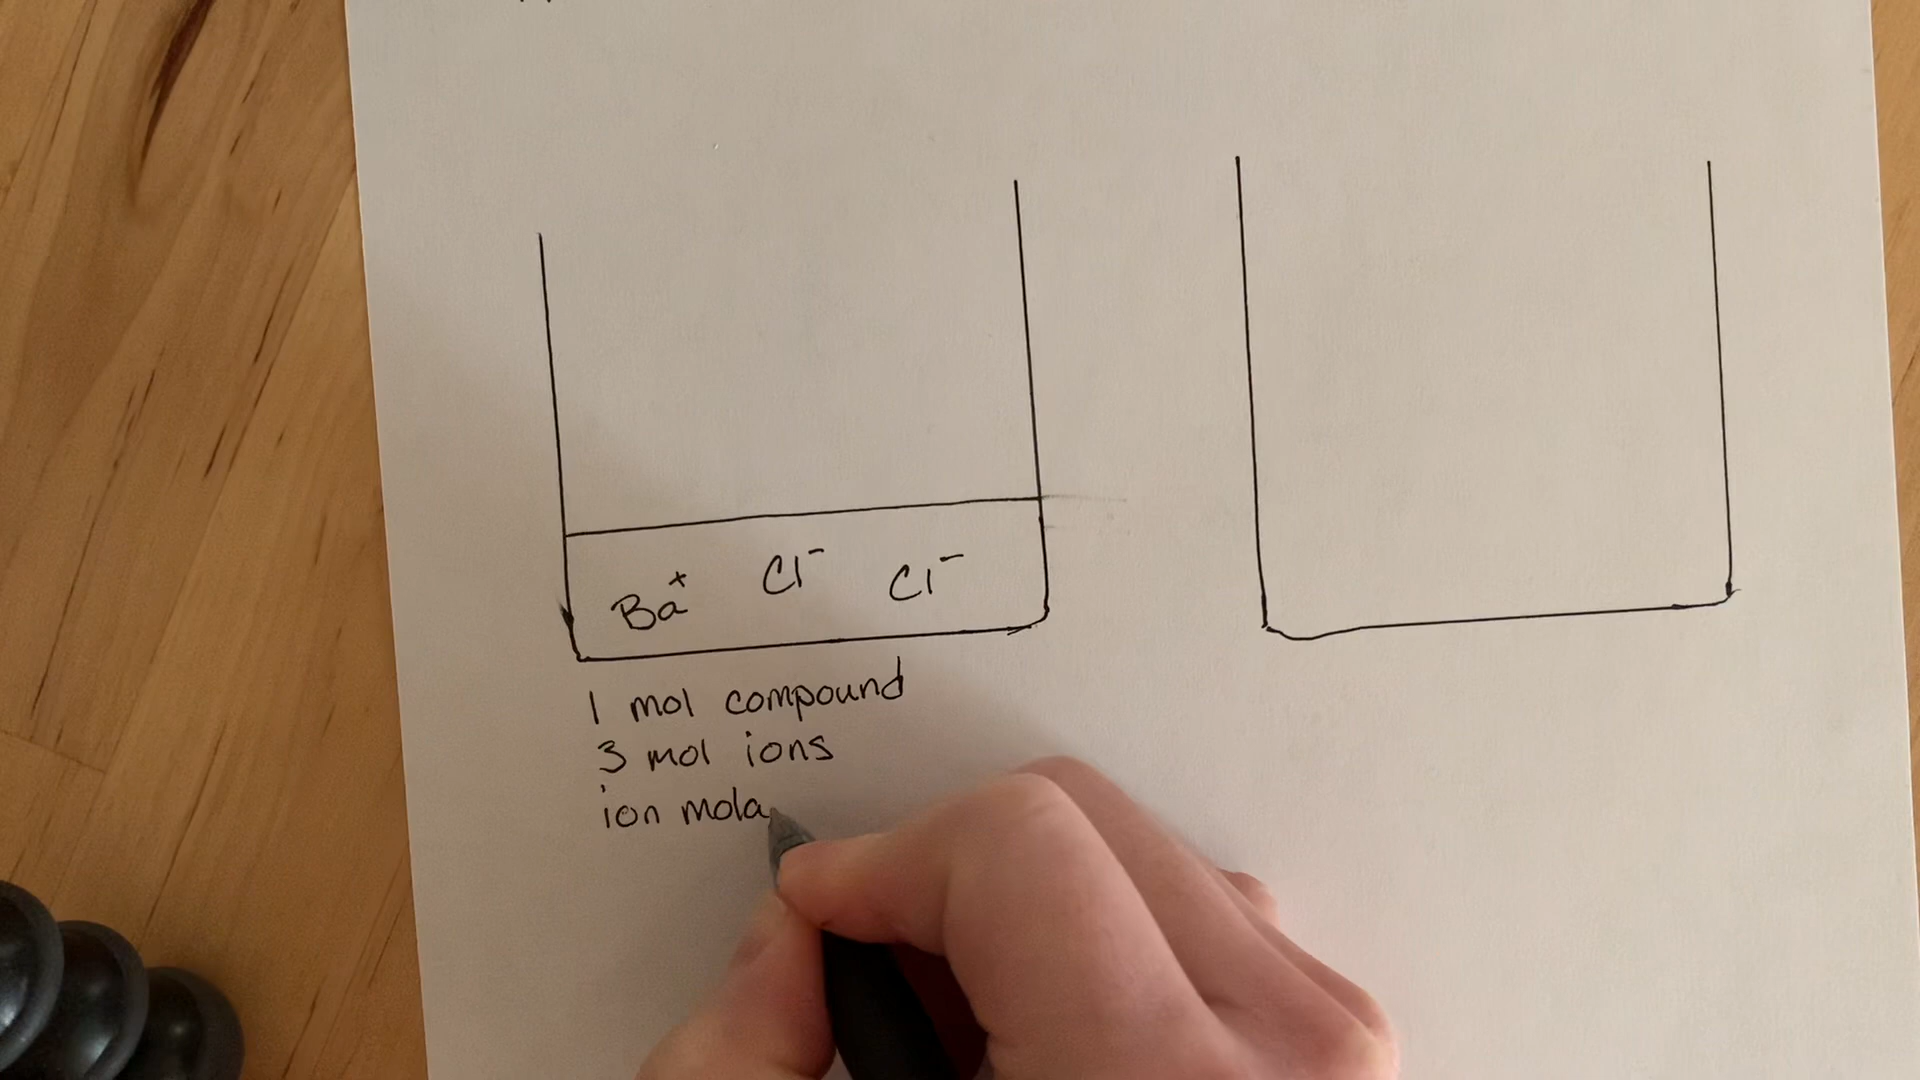 Ba⁺ Cl⁻ Cl⁻
1 mol compound
3 mol ions
ion mola